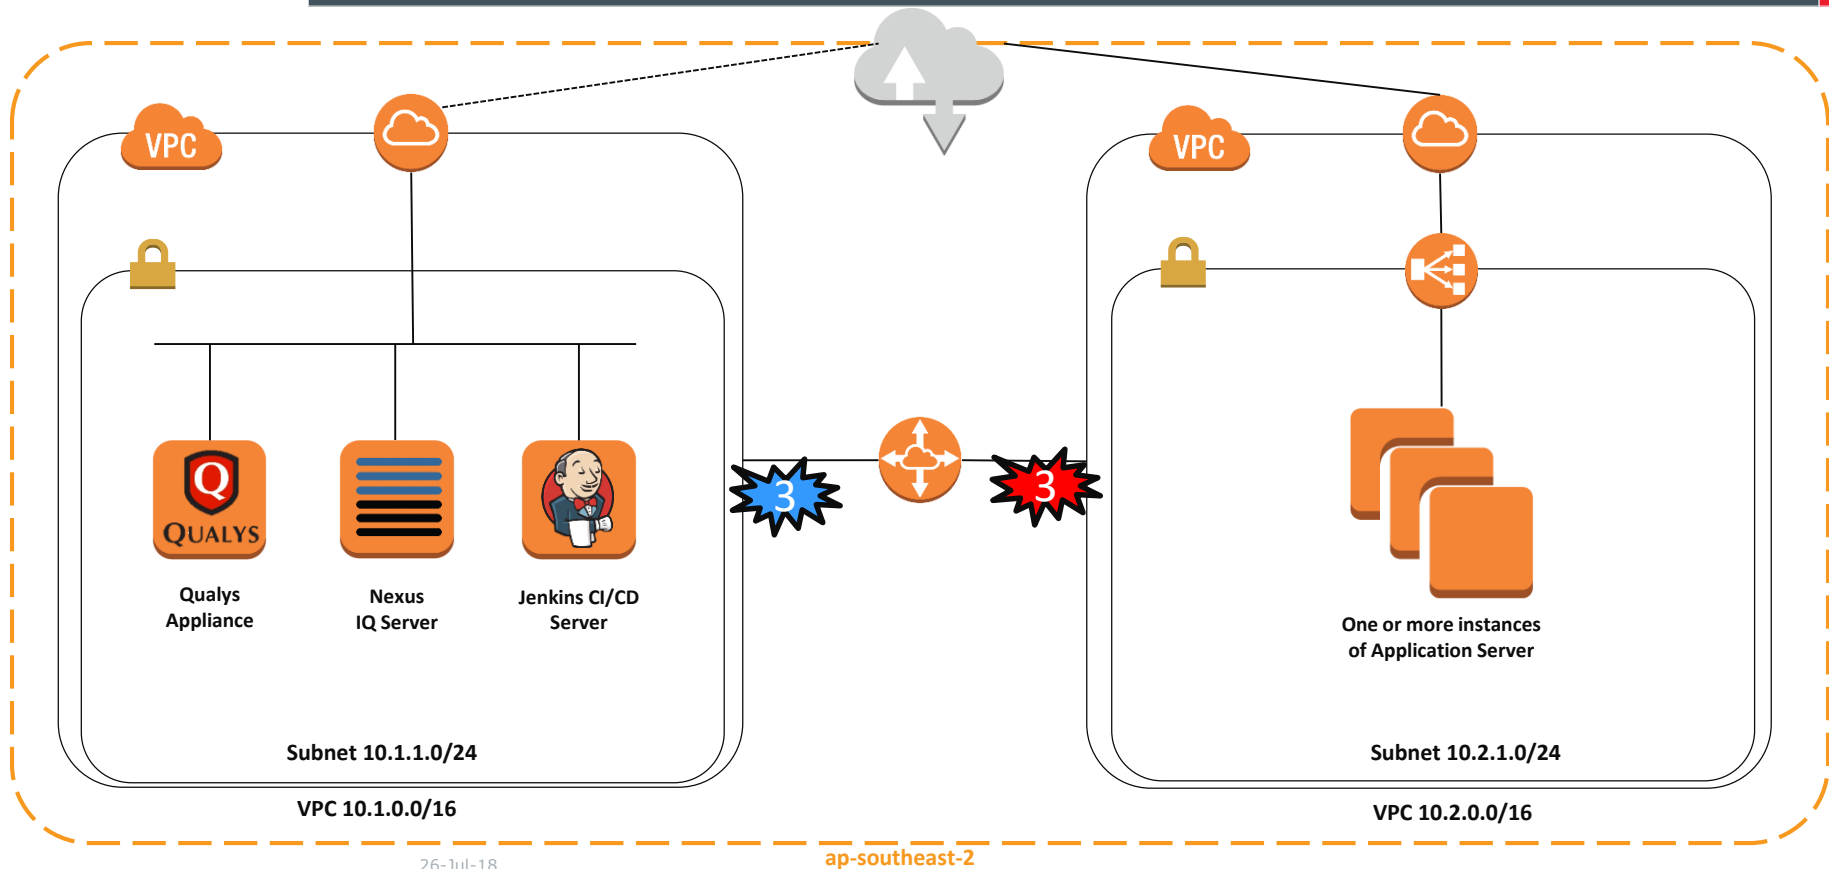 VPC
VPC
Q
QUALYS
3
3
Qualys
Appliance
Nexus
IQ Server
Jenkins CI/CD
Server
One or more instances
of Application Server
Subnet 10.1.1.0/24
Subnet 10.2.1.0/24
VPC 10.1.0.0/16
VPC 10.2.0.0/16
ap-southeast-2
26-Jul-18